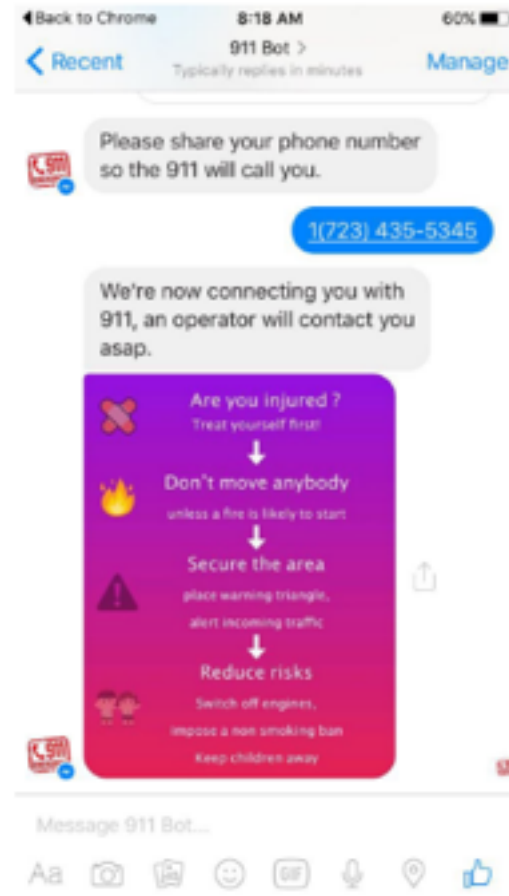 Back to Chrome 8:18 AM 60%
Recent 911 Bot > Manage
Typically replies in minutes
Please share your phone number
so the 911 will call you.
1(723) 435-5345
We're now connecting you with
911, an operator will contact you
asap.
Are you injured ?
Treat yourself first!
Don't move anybody
unless a fire is likely to start
Secure the area
place warning triangle,
alert incoming traffic
Reduce risks
Switch off engines,
impose a non smoking ban
Keep children away
911
Message 911 Bot...
Aa GIF